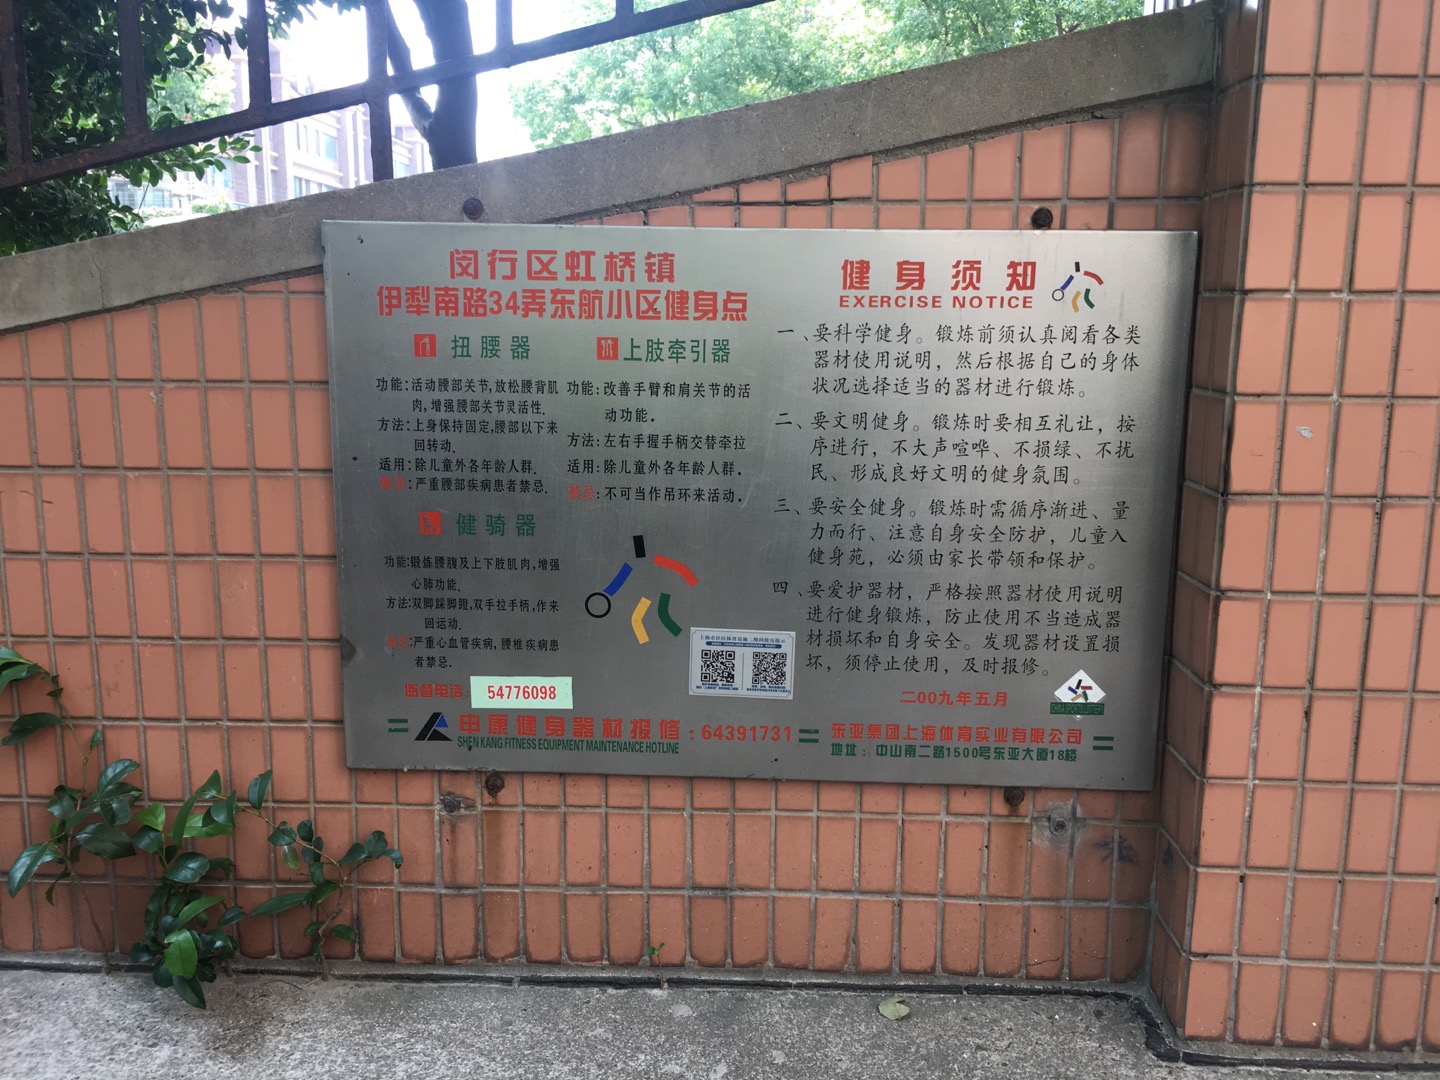 闵行区虹桥镇
伊犁南路34弄东航小区健身点
扭腰器
功能:活动腰部关节,放松腰背肌
肉,增强腰部关节灵活性.
方法:上身保持固定,腰部以下来
回转动.
适用:除儿童外各年龄人群.
禁忌:严重腰部疾病患者禁忌.
上肢牵引器
功能:改善手臂和肩关节的活
动功能.
方法:左右手握手柄交替牵拉
适用:除儿童外各年龄人群.
禁忌:不可当作吊环来活动.
健骑器
功能:锻炼腰腹及上下肢肌肉,增强
心肺功能.
方法:双脚踩脚蹬,双手拉手柄,作来
回运动.
禁忌:严重心血管疾病,腰椎疾病患
者禁忌.
监督电话: 54776098
申康健身器材报修:64391731
SHEN KANG FITNESS EQUIPMENT MAINTENANCE HOTLINE
健身须知
EXERCISE NOTICE
一、要科学健身。锻炼前须认真阅看各类
器材使用说明，然后根据自己的身体
状况选择适当的器材进行锻炼。
二、要文明健身。锻炼时要相互礼让，按
序进行，不大声喧哗、不损绿、不扰
民、形成良好文明的健身氛围。
三、要安全健身。锻炼时需循序渐进、量
力而行、注意自身安全防护，儿童入
健身苑，必须由家长带领和保护。
四、要爱护器材，严格按照器材使用说明
进行健身锻炼，防止使用不当造成器
材损坏和自身安全。发现器材设置损
坏，须停止使用，及时报修。
二00九年五月
CHINA SPORTS LOTTERY
东亚集团上海体育实业有限公司
地址：中山南二路1500号东亚大厦18楼